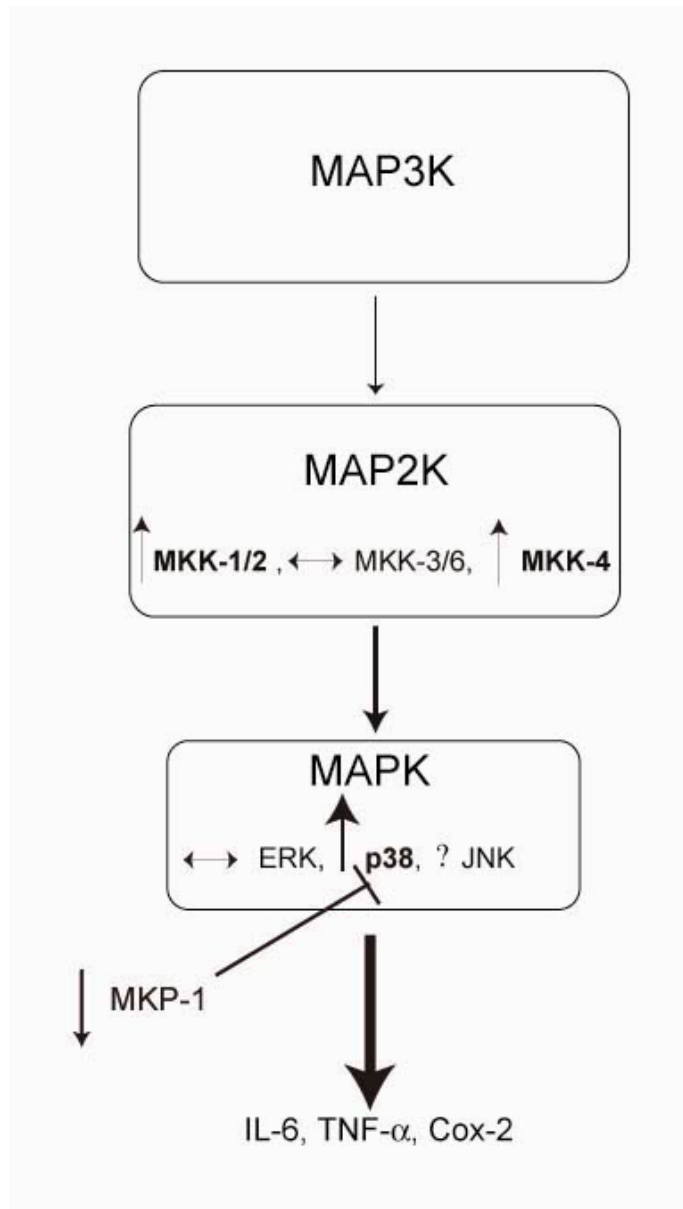 MAP3K
MAP2K
MKK-1/2 , MKK-3/6, MKK-4
MAPK
ERK, p38, ? JNK
MKP-1
IL-6, TNF-α, Cox-2